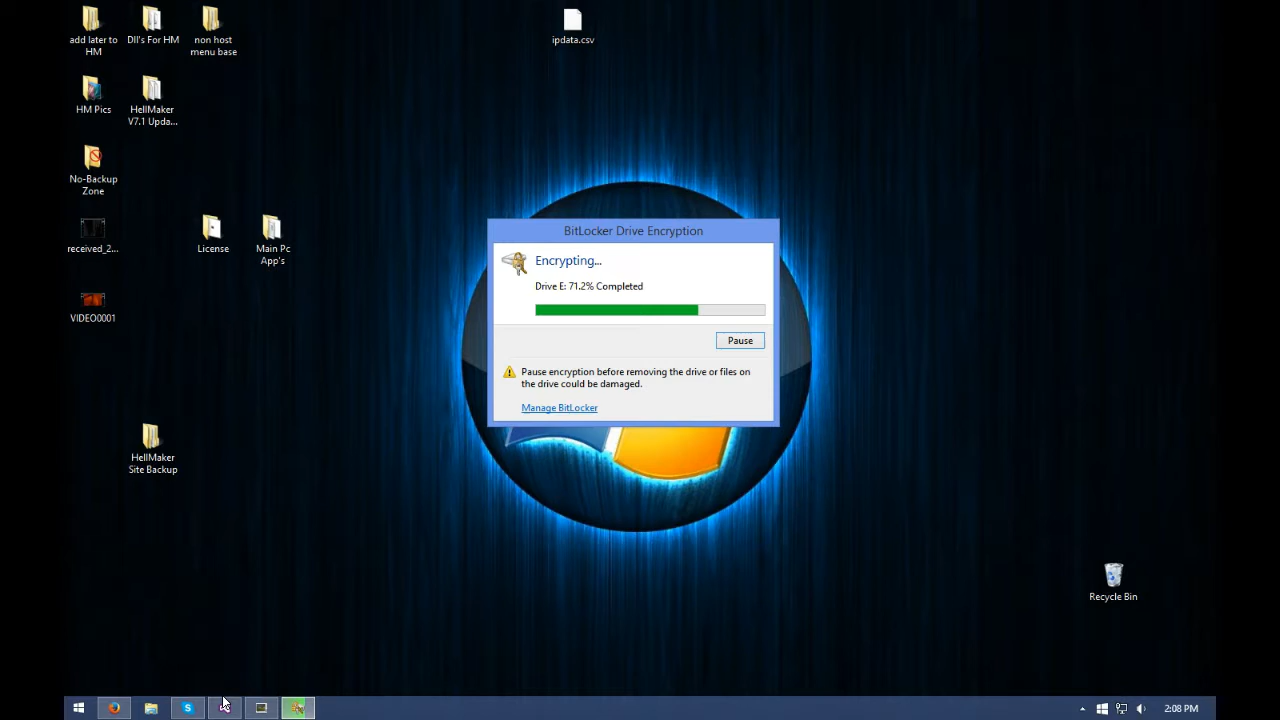 add later to
HM
Dll's For HM
non host
menu base
ipdata.csv
HM Pics
HellMaker
V7.1 Upda...
No-Backup
Zone
received_2...
License
Main Pc
App's
VIDEO0001
HellMaker
Site Backup
BitLocker Drive Encryption
Encrypting...
Drive E: 71.2% Completed
Pause
Pause encryption before removing the drive or files on
the drive could be damaged.
Manage BitLocker
Recycle Bin
2:08 PM